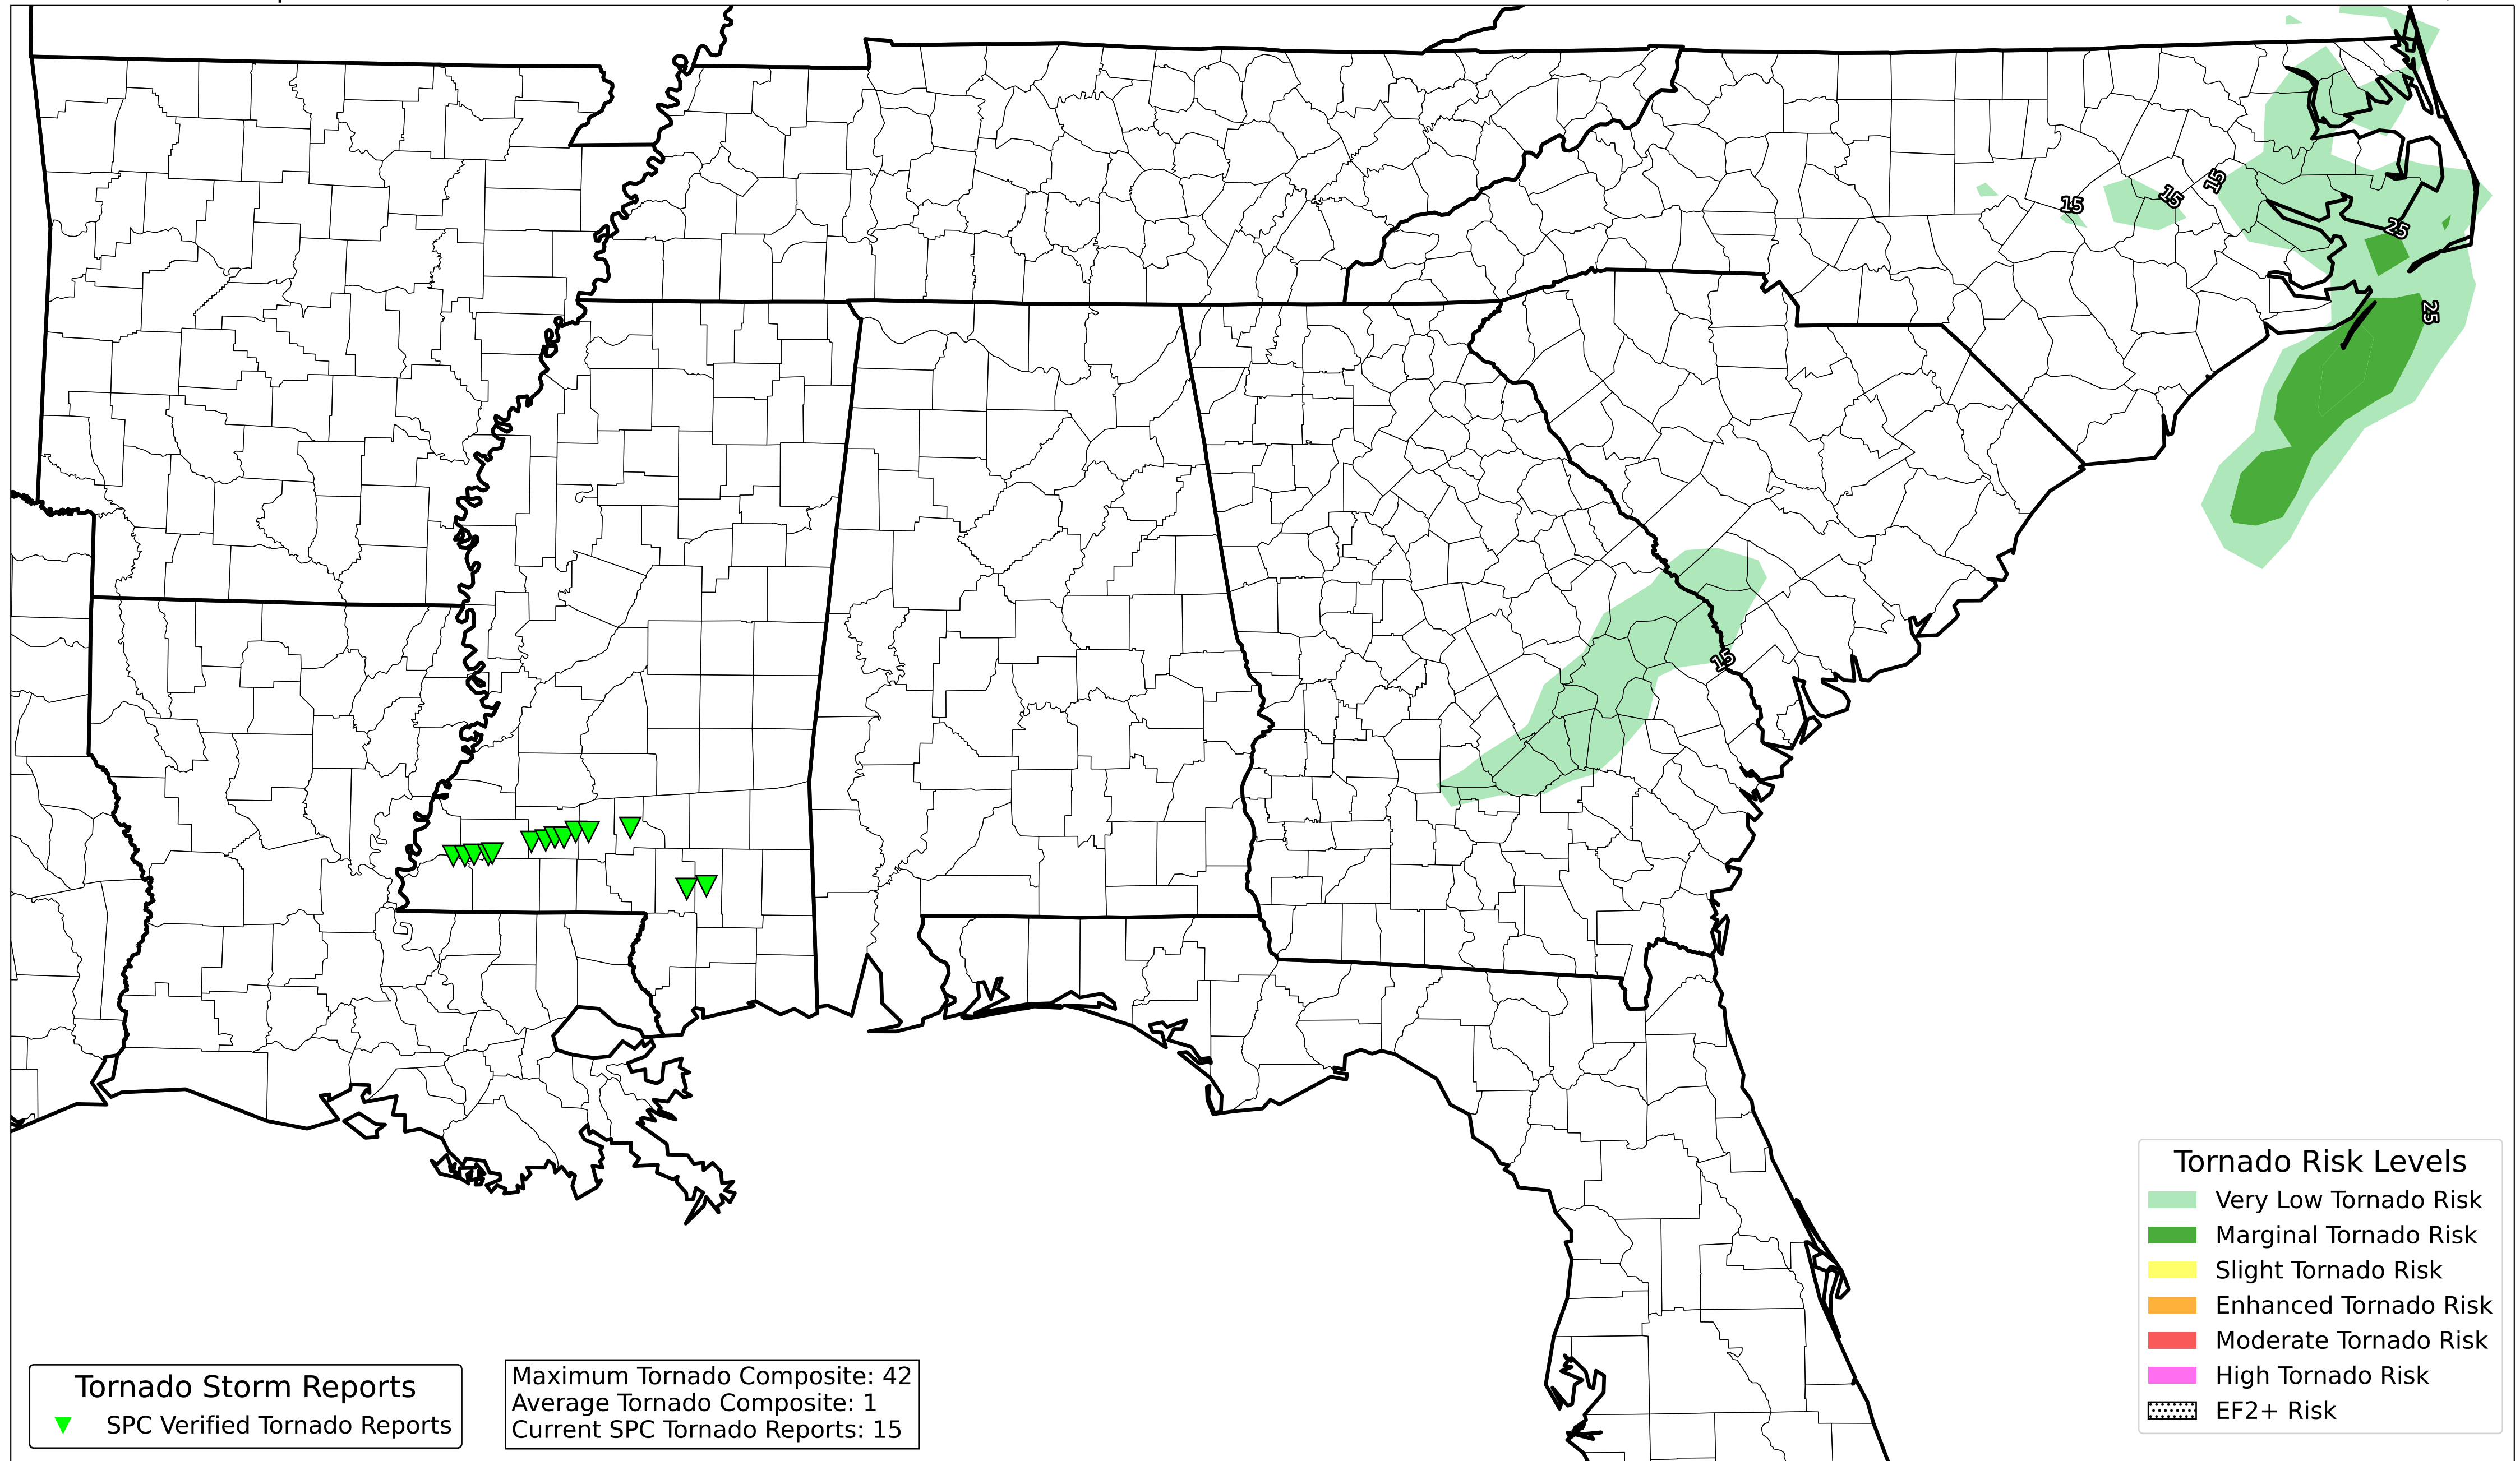 15
15
15
25
25
15
Tornado Risk Levels
Very Low Tornado Risk
Marginal Tornado Risk
Slight Tornado Risk
Enhanced Tornado Risk
Moderate Tornado Risk
High Tornado Risk
EF2+ Risk
Tornado Storm Reports
SPC Verified Tornado Reports
Maximum Tornado Composite: 42
Average Tornado Composite: 1
Current SPC Tornado Reports: 15